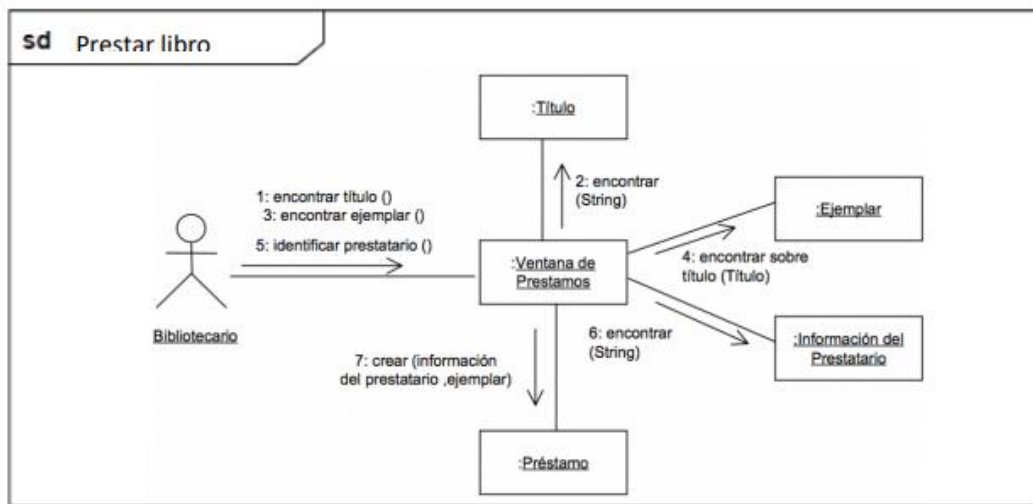 sd Prestar libro
:Título
1: encontrar título ()
3: encontrar ejemplar ()
5: identificar prestatario ()
2: encontrar
(String)
:Ejemplar
:Ventana de
Prestamos
4: encontrar sobre
título (Título)
Bibliotecario
6: encontrar
(String)
:Información del
Prestatario
7: crear (información
del prestatario ,ejemplar)
:Préstamo